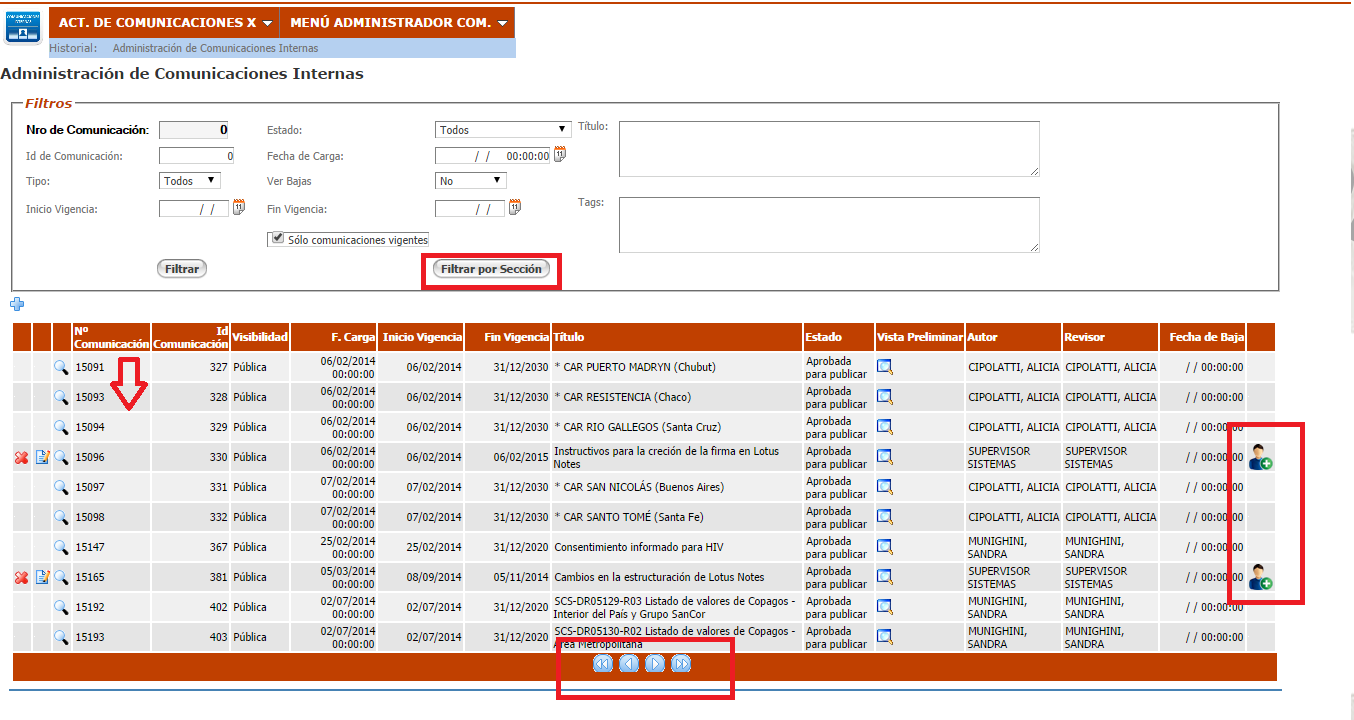 ACT. DE COMUNICACIONES X MENÚ ADMINISTRADOR COM.
Historial: Administración de Comunicaciones Internas
Administración de Comunicaciones Internas
Filtros
Nro de Comunicación: 0 Estado: Todos Título:
Id de Comunicación: 0 Fecha de Carga: / / 00:00:00
Tipo: Todos Ver Bajas No
Inicio Vigencia: / / Fin Vigencia: / / Tags:
Sólo comunicaciones vigentes
Filtrar Filtrar por Sección
Nº Comunicación Id Comunicación Visibilidad F. Carga Inicio Vigencia Fin Vigencia Título Estado Vista Preliminar Autor Revisor Fecha de Baja
15091 327 Pública 06/02/2014 00:00:00 06/02/2014 31/12/2030 * CAR PUERTO MADRYN (Chubut) Aprobada para publicar CIPOLATTI, ALICIA CIPOLATTI, ALICIA / / 00:00:00
15093 328 Pública 06/02/2014 00:00:00 06/02/2014 31/12/2030 * CAR RESISTENCIA (Chaco) Aprobada para publicar CIPOLATTI, ALICIA CIPOLATTI, ALICIA / / 00:00:00
15094 329 Pública 06/02/2014 00:00:00 06/02/2014 31/12/2030 * CAR RIO GALLEGOS (Santa Cruz) Aprobada para publicar CIPOLATTI, ALICIA CIPOLATTI, ALICIA / / 00:00:00
15096 330 Pública 06/02/2014 00:00:00 06/02/2014 06/02/2015 Instructivos para la creción de la firma en Lotus Notes Aprobada para publicar SUPERVISOR SISTEMAS SUPERVISOR SISTEMAS / / 00:00:00
15097 331 Pública 07/02/2014 00:00:00 07/02/2014 31/12/2030 * CAR SAN NICOLÁS (Buenos Aires) Aprobada para publicar CIPOLATTI, ALICIA CIPOLATTI, ALICIA / / 00:00:00
15098 332 Pública 07/02/2014 00:00:00 07/02/2014 31/12/2030 * CAR SANTO TOMÉ (Santa Fe) Aprobada para publicar CIPOLATTI, ALICIA CIPOLATTI, ALICIA / / 00:00:00
15147 367 Pública 25/02/2014 00:00:00 25/02/2014 31/12/2020 Consentimiento informado para HIV Aprobada para publicar MUNIGHINI, SANDRA MUNIGHINI, SANDRA / / 00:00:00
15165 381 Pública 05/03/2014 00:00:00 08/09/2014 05/11/2014 Cambios en la estructuración de Lotus Notes Aprobada para publicar SUPERVISOR SISTEMAS SUPERVISOR SISTEMAS / / 00:00:00
15192 402 Pública 02/07/2014 00:00:00 02/07/2014 31/12/2020 SCS-DR05129-R03 Listado de valores de Copagos - Interior del País y Grupo SanCor Aprobada para publicar MUNIGHINI, SANDRA MUNIGHINI, SANDRA / / 00:00:00
15193 403 Pública 02/07/2014 00:00:00 02/07/2014 31/12/2020 SCS-DR05130-R02 Listado de valores de Copagos - Area Metropolitana Aprobada para publicar MUNIGHINI, SANDRA MUNIGHINI, SANDRA / / 00:00:00